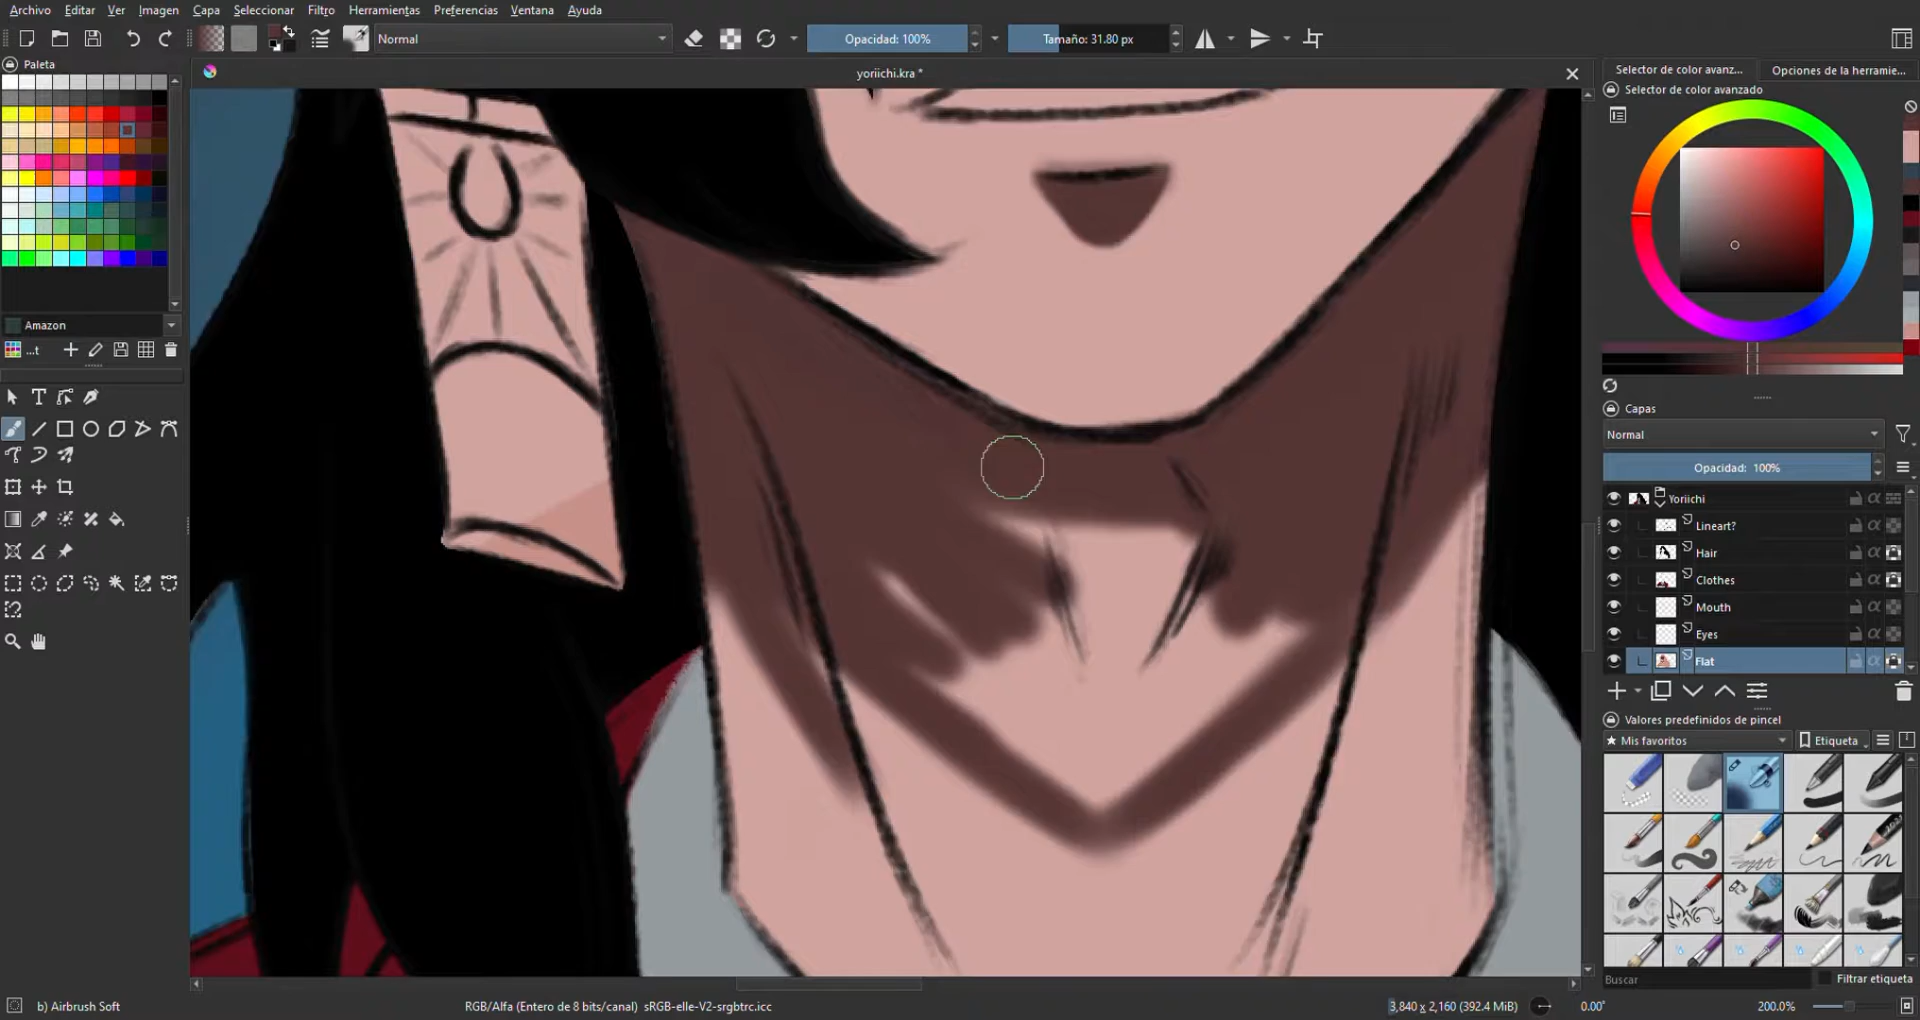 Archivo Editar Ver Imagen Capa Seleccionar Filtro Herramientas Preferencias Ventana Ayuda
Normal Opacidad: 100% Tamaño: 31.80 px
Paleta
yoriichi.kra *
Selector de color avanz... Opciones de la herramie...
Selector de color avanzado
Amazon
...t
Capas
Normal
Opacidad: 100%
Yoriichi
Lineart?
Hair
Clothes
Mouth
Eyes
Flat
Valores predefinidos de pincel
Mis favoritos Etiqueta
Buscar Filtrar etiqueta
b) Airbrush Soft RGB/Alfa (Entero de 8 bits/canal) sRGB-elle-V2-srgbtrc.icc 3,840 x 2,160 (392.4 MiB) 0.00° 200.0%